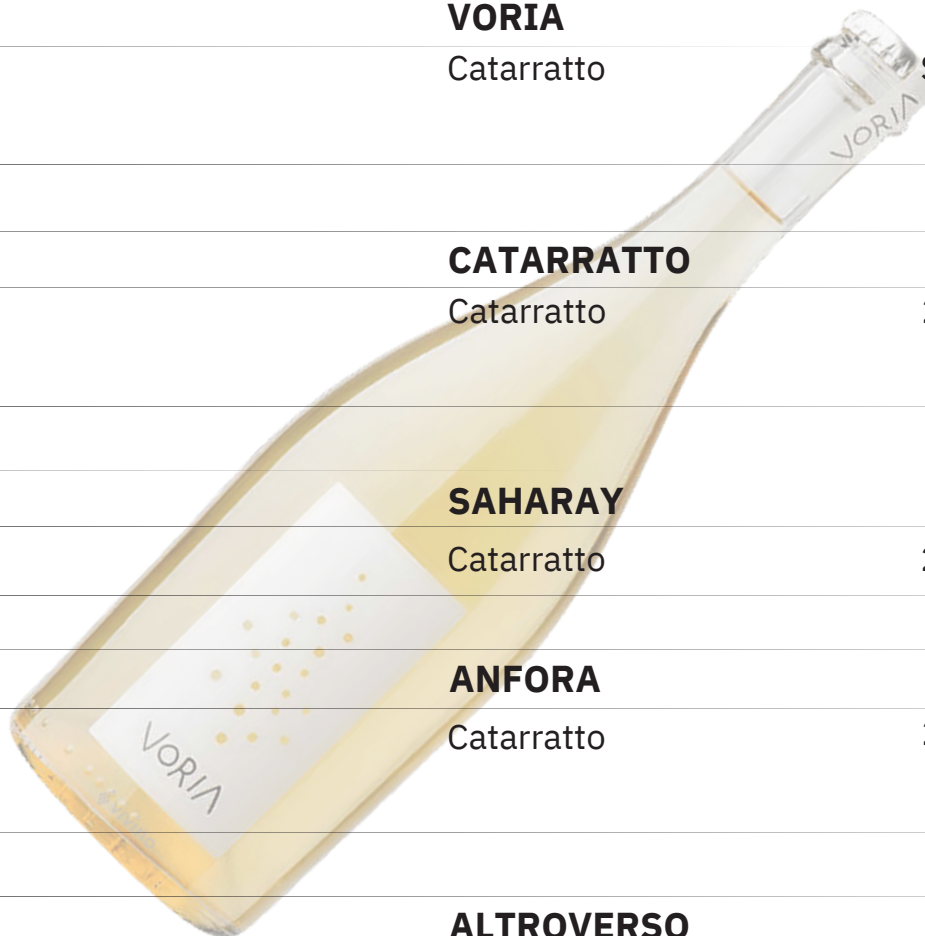 VORIA
Catarratto
VORIA
CATARRATTO
Catarratto
SAHARAY
Catarratto
ANFORA
Catarratto
VORIA
ALTROVERSO